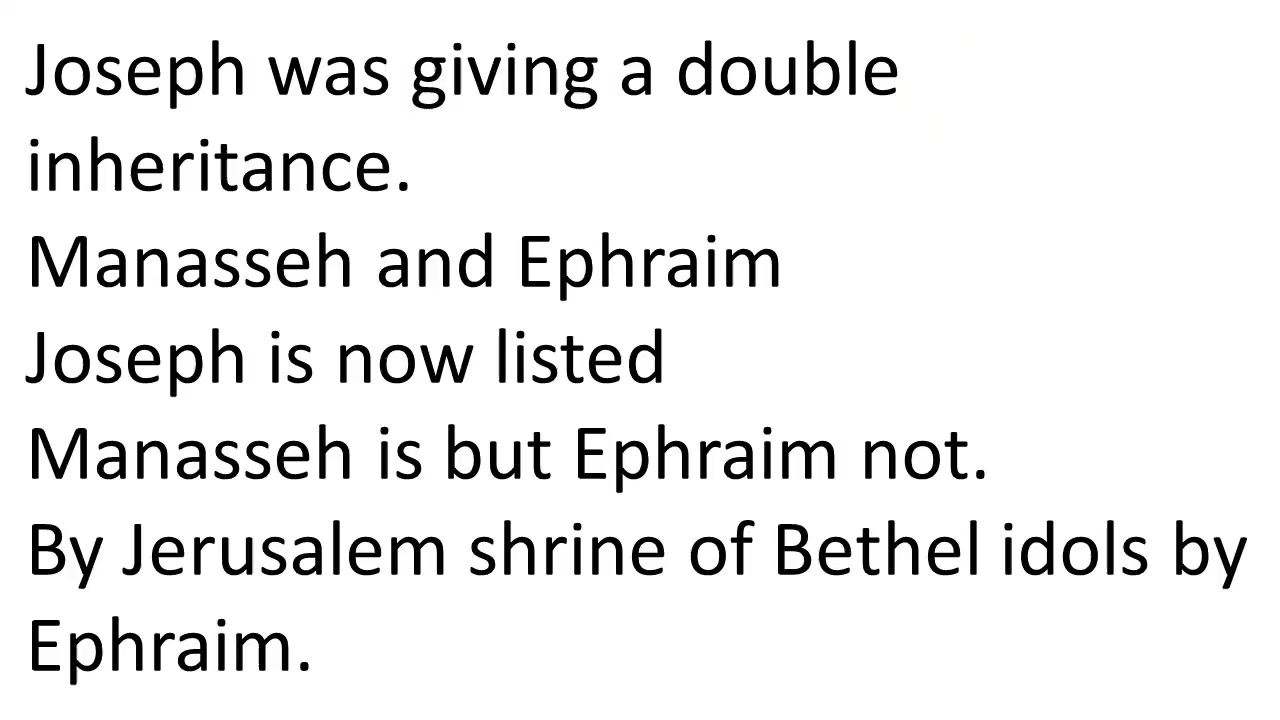 Joseph was giving a double
inheritance.
Manasseh and Ephraim
Joseph is now listed
Manasseh is but Ephraim not.
By Jerusalem shrine of Bethel idols by
Ephraim.